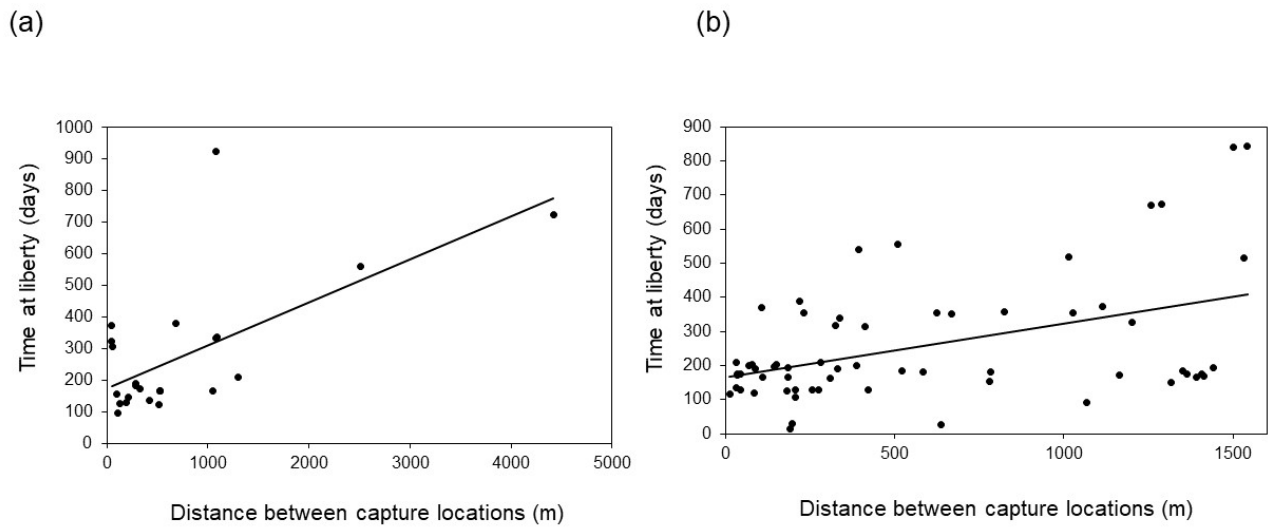 (a)
(b)
1000
900
800
700
600
500
400
300
200
100
0
Time at liberty (days)
0 1000 2000 3000 4000 5000
Distance between capture locations (m)
900
800
700
600
500
400
300
200
100
0
Time at liberty (days)
0 500 1000 1500
Distance between capture locations (m)